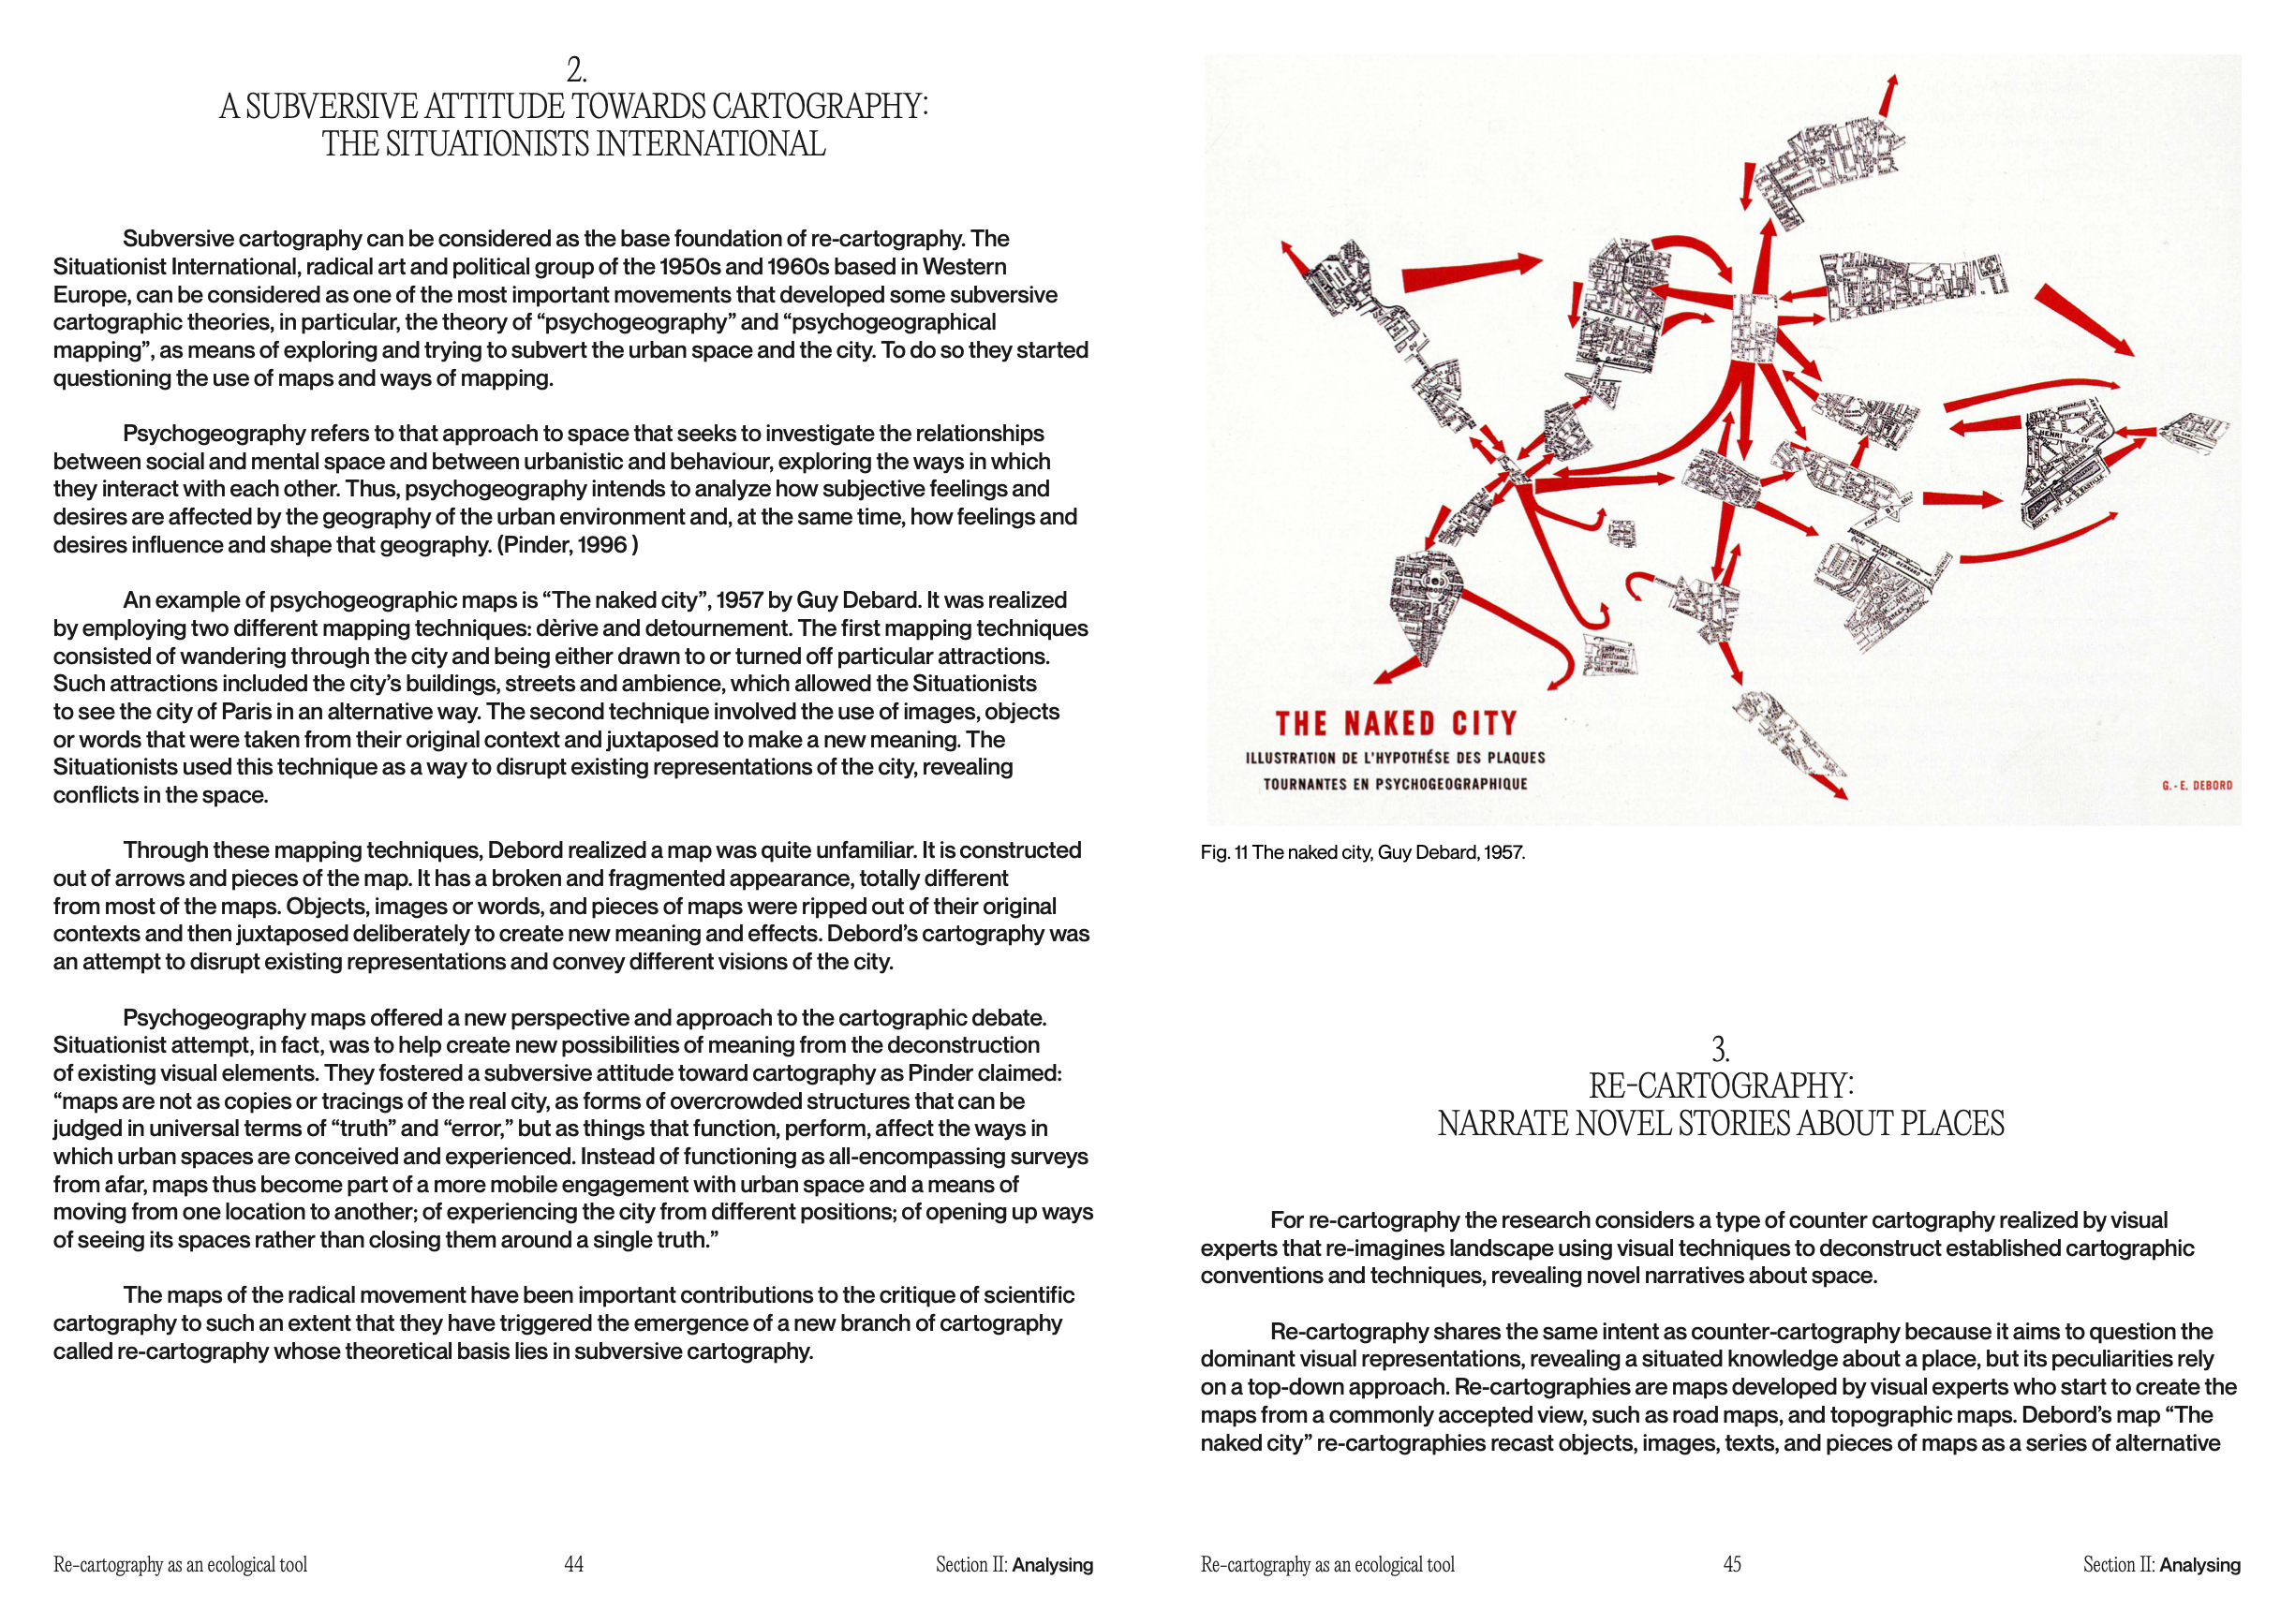 2.
A SUBVERSIVE ATTITUDE TOWARDS CARTOGRAPHY:
THE SITUATIONISTS INTERNATIONAL
Subversive cartography can be considered as the base foundation of re-cartography. The
Situationist International, radical art and political group of the 1950s and 1960s based in Western
Europe, can be considered as one of the most important movements that developed some subversive
cartographic theories, in particular, the theory of “psychogeography” and “psychogeographical
mapping”, as means of exploring and trying to subvert the urban space and the city. To do so they started
questioning the use of maps and ways of mapping.
Psychogeography refers to that approach to space that seeks to investigate the relationships
between social and mental space and between urbanistic and behaviour, exploring the ways in which
they interact with each other. Thus, psychogeography intends to analyze how subjective feelings and
desires are affected by the geography of the urban environment and, at the same time, how feelings and
desires influence and shape that geography. (Pinder, 1996 )
An example of psychogeographic maps is “The naked city”, 1957 by Guy Debard. It was realized
by employing two different mapping techniques: dèrive and detournement. The first mapping techniques
consisted of wandering through the city and being either drawn to or turned off particular attractions.
Such attractions included the city’s buildings, streets and ambience, which allowed the Situationists
to see the city of Paris in an alternative way. The second technique involved the use of images, objects
or words that were taken from their original context and juxtaposed to make a new meaning. The
Situationists used this technique as a way to disrupt existing representations of the city, revealing
conflicts in the space.
Through these mapping techniques, Debord realized a map was quite unfamiliar. It is constructed
out of arrows and pieces of the map. It has a broken and fragmented appearance, totally different
from most of the maps. Objects, images or words, and pieces of maps were ripped out of their original
contexts and then juxtaposed deliberately to create new meaning and effects. Debord’s cartography was
an attempt to disrupt existing representations and convey different visions of the city.
Psychogeography maps offered a new perspective and approach to the cartographic debate.
Situationist attempt, in fact, was to help create new possibilities of meaning from the deconstruction
of existing visual elements. They fostered a subversive attitude toward cartography as Pinder claimed:
“maps are not as copies or tracings of the real city, as forms of overcrowded structures that can be
judged in universal terms of “truth” and “error,” but as things that function, perform, affect the ways in
which urban spaces are conceived and experienced. Instead of functioning as all-encompassing surveys
from afar, maps thus become part of a more mobile engagement with urban space and a means of
moving from one location to another; of experiencing the city from different positions; of opening up ways
of seeing its spaces rather than closing them around a single truth.”
The maps of the radical movement have been important contributions to the critique of scientific
cartography to such an extent that they have triggered the emergence of a new branch of cartography
called re-cartography whose theoretical basis lies in subversive cartography.
Re-cartography as an ecological tool
44
Section II: Analysing
HENRI IV
THE NAKED CITY
ILLUSTRATION DE L'HYPOTHÉSE DES PLAQUES
TOURNANTES EN PSYCHOGEOGRAPHIQUE
G.-E. DEBORD
Fig. 11 The naked city, Guy Debard, 1957.
3.
RE-CARTOGRAPHY:
NARRATE NOVEL STORIES ABOUT PLACES
For re-cartography the research considers a type of counter cartography realized by visual
experts that re-imagines landscape using visual techniques to deconstruct established cartographic
conventions and techniques, revealing novel narratives about space.
Re-cartography shares the same intent as counter-cartography because it aims to question the
dominant visual representations, revealing a situated knowledge about a place, but its peculiarities rely
on a top-down approach. Re-cartographies are maps developed by visual experts who start to create the
maps from a commonly accepted view, such as road maps, and topographic maps. Debord’s map “The
naked city” re-cartographies recast objects, images, texts, and pieces of maps as a series of alternative
Re-cartography as an ecological tool
45
Section II: Analysing